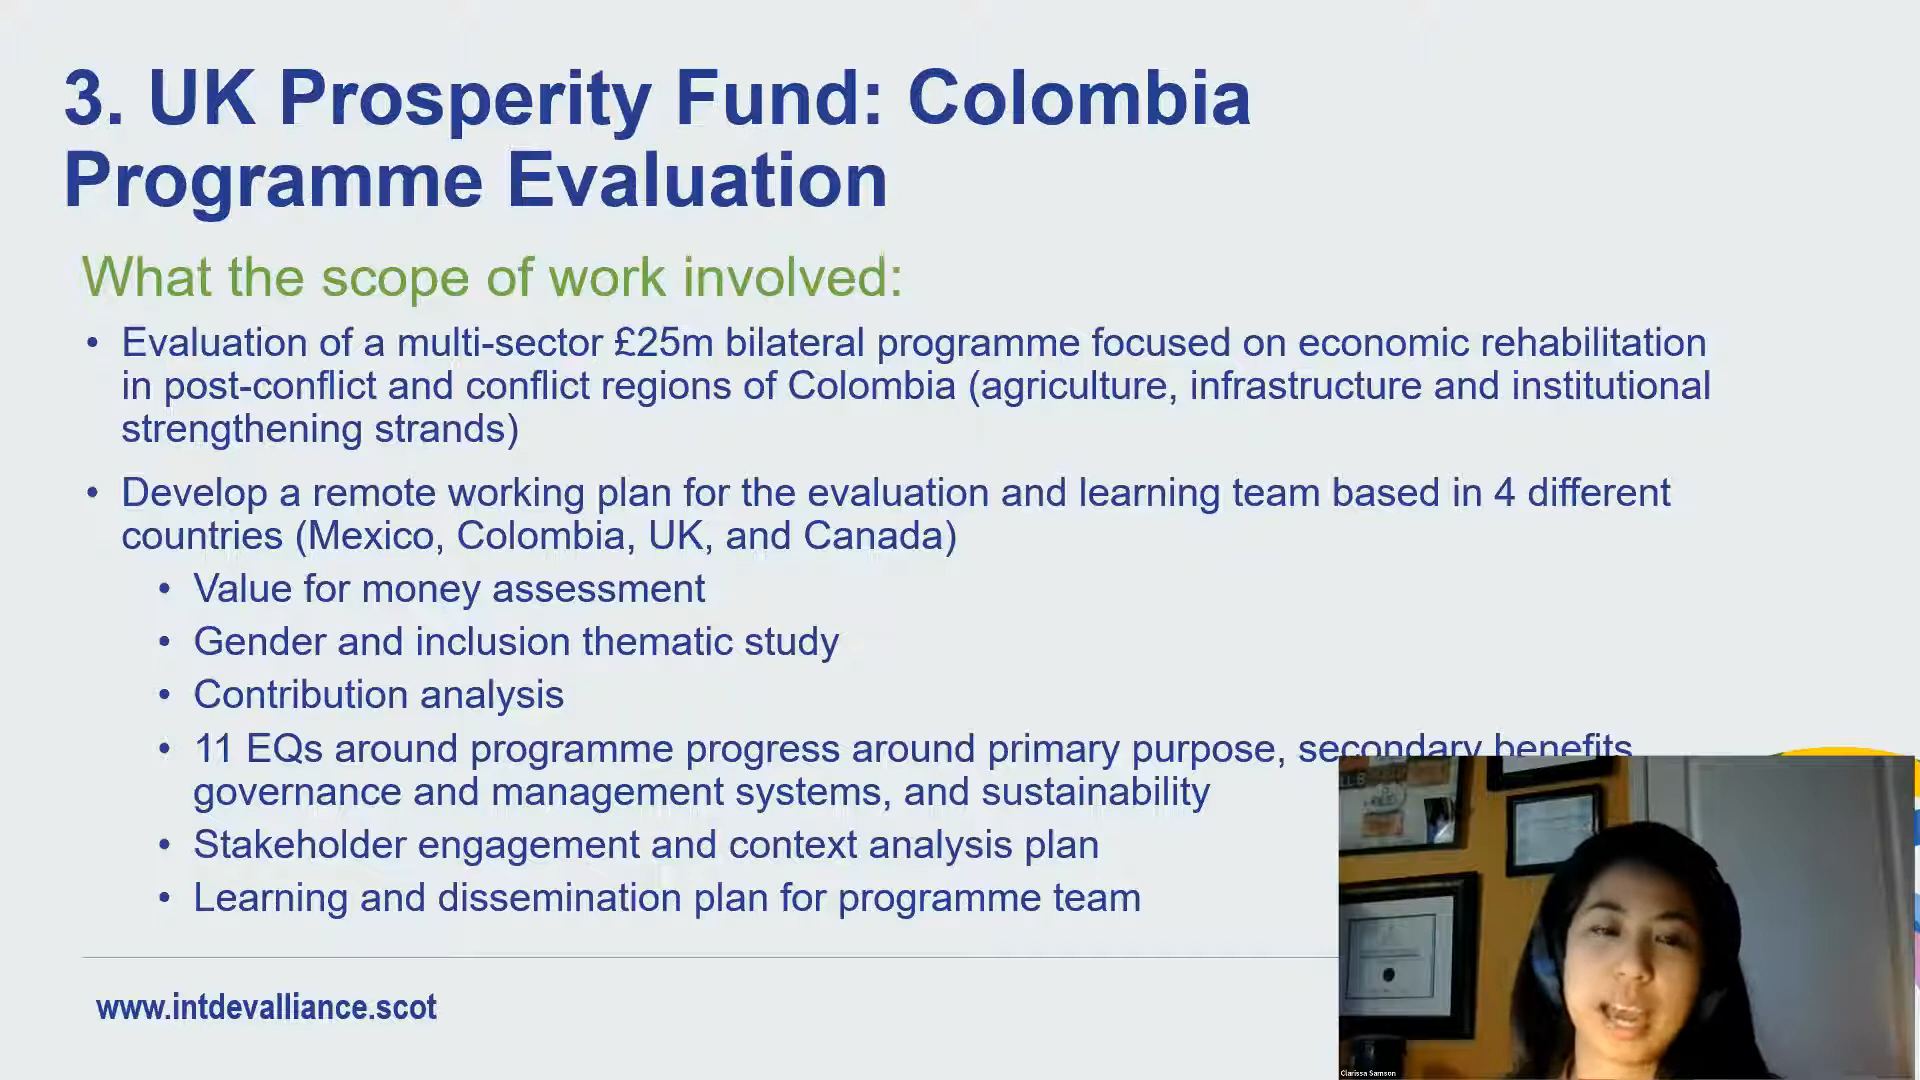 3. UK Prosperity Fund: Colombia
Programme Evaluation
What the scope of work involved:
• Evaluation of a multi-sector £25m bilateral programme focused on economic rehabilitation
in post-conflict and conflict regions of Colombia (agriculture, infrastructure and institutional
strengthening strands)
• Develop a remote working plan for the evaluation and learning team based in 4 different
countries (Mexico, Colombia, UK, and Canada)
• Value for money assessment
• Gender and inclusion thematic study
• Contribution analysis
• 11 EQs around programme progress around primary purpose, secondary benefits
governance and management systems, and sustainability
• Stakeholder engagement and context analysis plan
• Learning and dissemination plan for programme team
www.intdevalliance.scot
Clarissa Samson